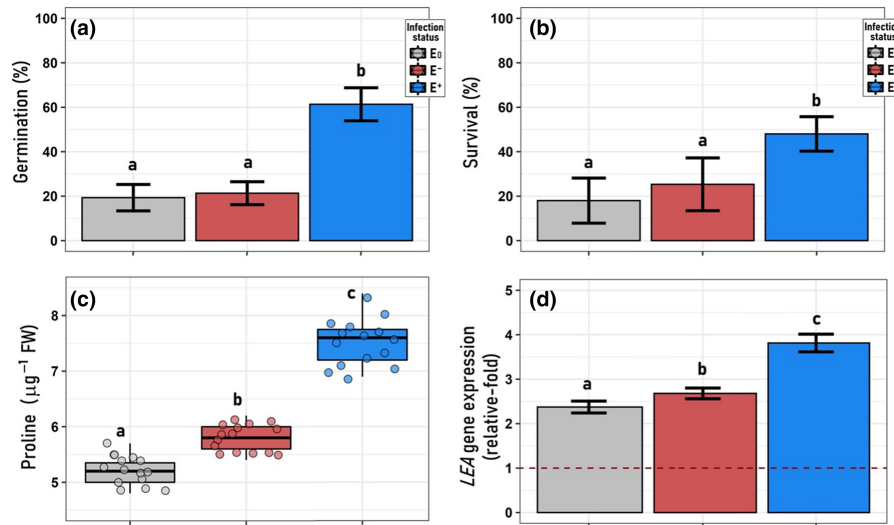 (a)
100
80
60
40
20
0
Germination (%)
a
a
b
Infection
status
E0
E−
E+
(b)
100
80
60
40
20
0
Survival (%)
a
a
b
Infectio
status
E
E
E
(c)
8
7
6
5
Proline (μg−1 FW)
a
b
c
(d)
5
4
3
2
1
0
LEA gene expression
(relative-fold)
a
b
c